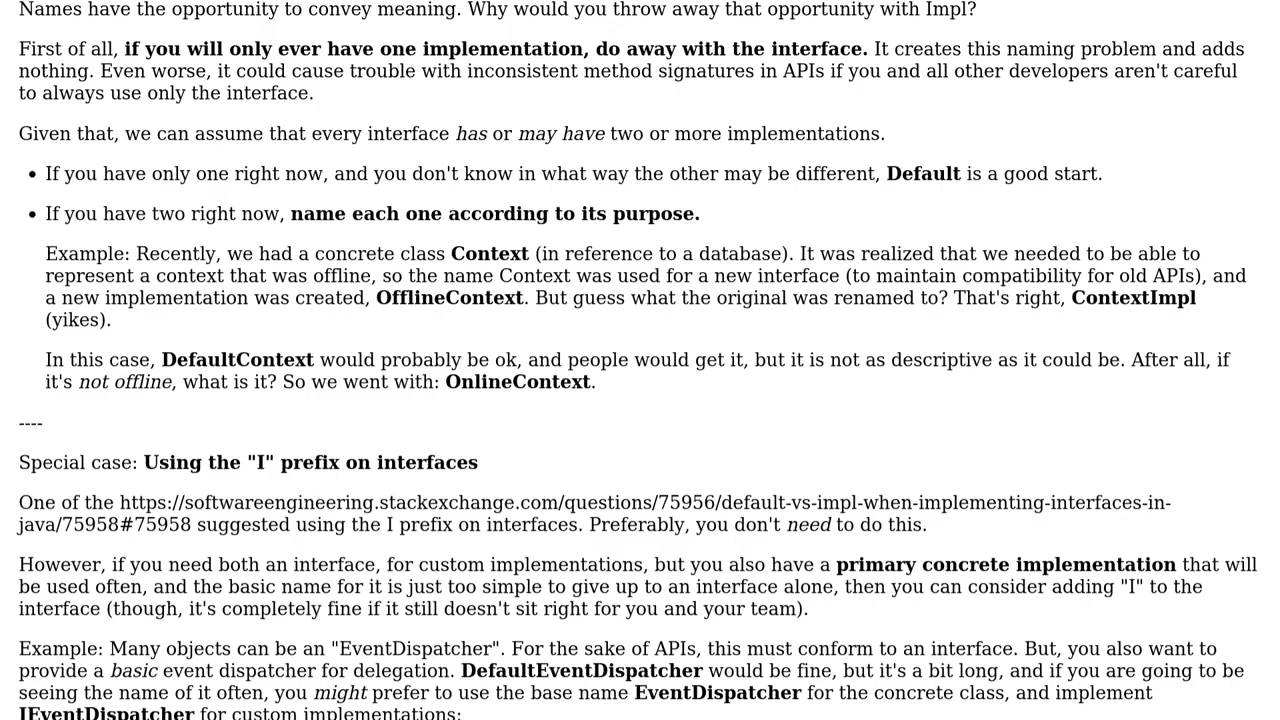 Names have the opportunity to convey meaning. Why would you throw away that opportunity with Impl?
First of all, if you will only ever have one implementation, do away with the interface. It creates this naming problem and adds
nothing. Even worse, it could cause trouble with inconsistent method signatures in APIs if you and all other developers aren't careful
to always use only the interface.
Given that, we can assume that every interface has or may have two or more implementations.
• If you have only one right now, and you don't know in what way the other may be different, Default is a good start.
• If you have two right now, name each one according to its purpose.
Example: Recently, we had a concrete class Context (in reference to a database). It was realized that we needed to be able to
represent a context that was offline, so the name Context was used for a new interface (to maintain compatibility for old APIs), and
a new implementation was created, OfflineContext. But guess what the original was renamed to? That's right, ContextImpl
(yikes).
In this case, DefaultContext would probably be ok, and people would get it, but it is not as descriptive as it could be. After all, if
it's not offline, what is it? So we went with: OnlineContext.
----
Special case: Using the "I" prefix on interfaces
One of the https://softwareengineering.stackexchange.com/questions/75956/default-vs-impl-when-implementing-interfaces-in-
java/75958#75958 suggested using the I prefix on interfaces. Preferably, you don't need to do this.
However, if you need both an interface, for custom implementations, but you also have a primary concrete implementation that will
be used often, and the basic name for it is just too simple to give up to an interface alone, then you can consider adding "I" to the
interface (though, it's completely fine if it still doesn't sit right for you and your team).
Example: Many objects can be an "EventDispatcher". For the sake of APIs, this must conform to an interface. But, you also want to
provide a basic event dispatcher for delegation. DefaultEventDispatcher would be fine, but it's a bit long, and if you are going to be
seeing the name of it often, you might prefer to use the base name EventDispatcher for the concrete class, and implement
IEventDispatcher for custom implementations: